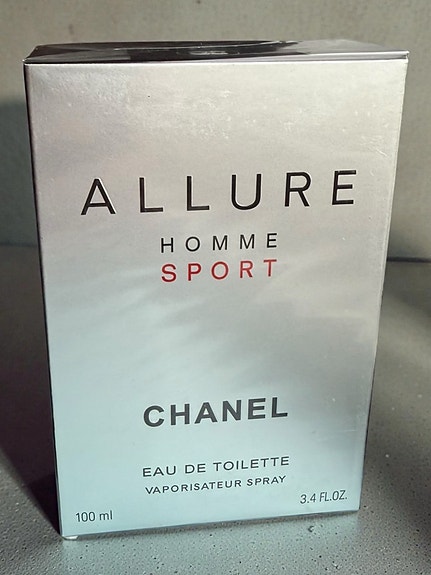 ALLURE
HOMME
SPORT
CHANEL
EAU DE TOILETTE
VAPORISATEUR SPRAY
100 ml 3.4 FL.OZ.